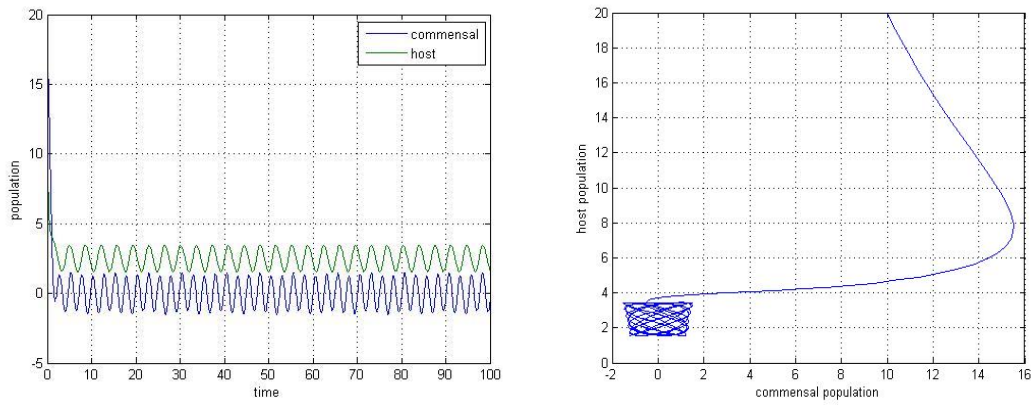 20
15
10
5
0
-5
population
0 10 20 30 40 50 60 70 80 90 100
time
commensal
host
20
18
16
14
12
10
8
6
4
2
0
host population
-2 0 2 4 6 8 10 12 14 16
commensal population